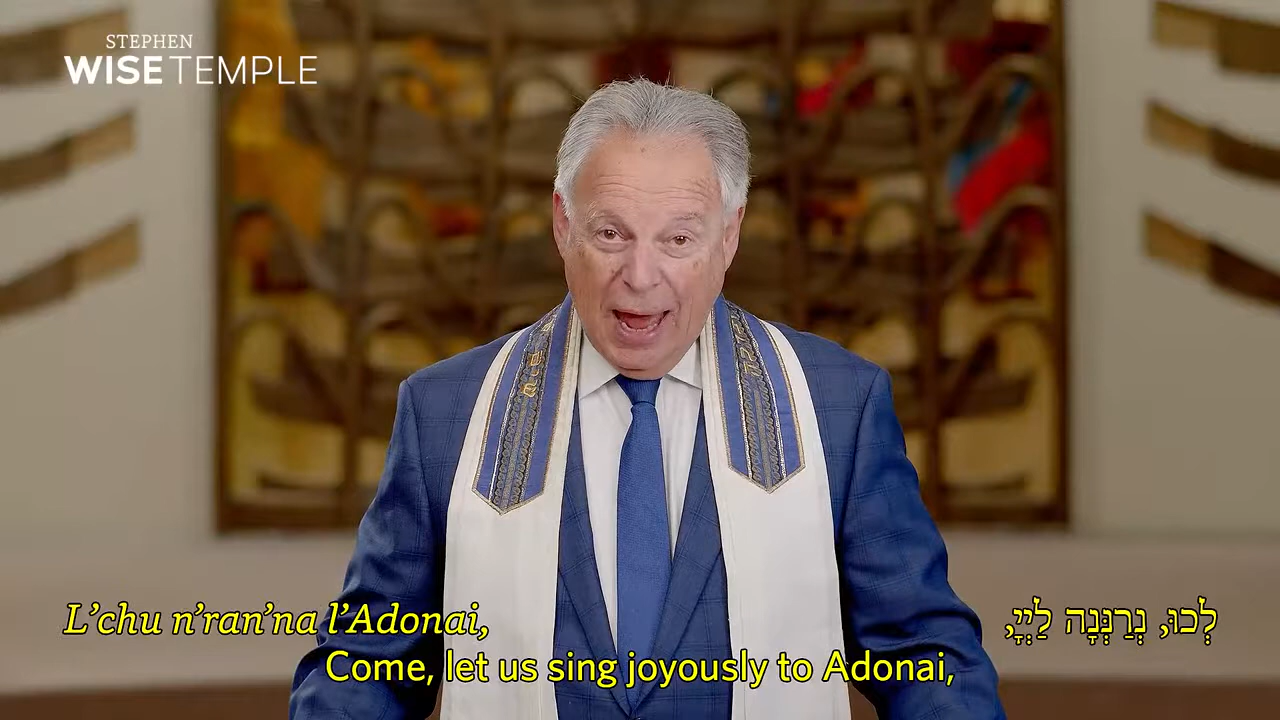 STEPHEN
WISE TEMPLE
L’chu n’ran’na l’Adonai,
לְכוּ, נְרַנְּנָה לַיְיָ,
Come, let us sing joyously to Adonai,